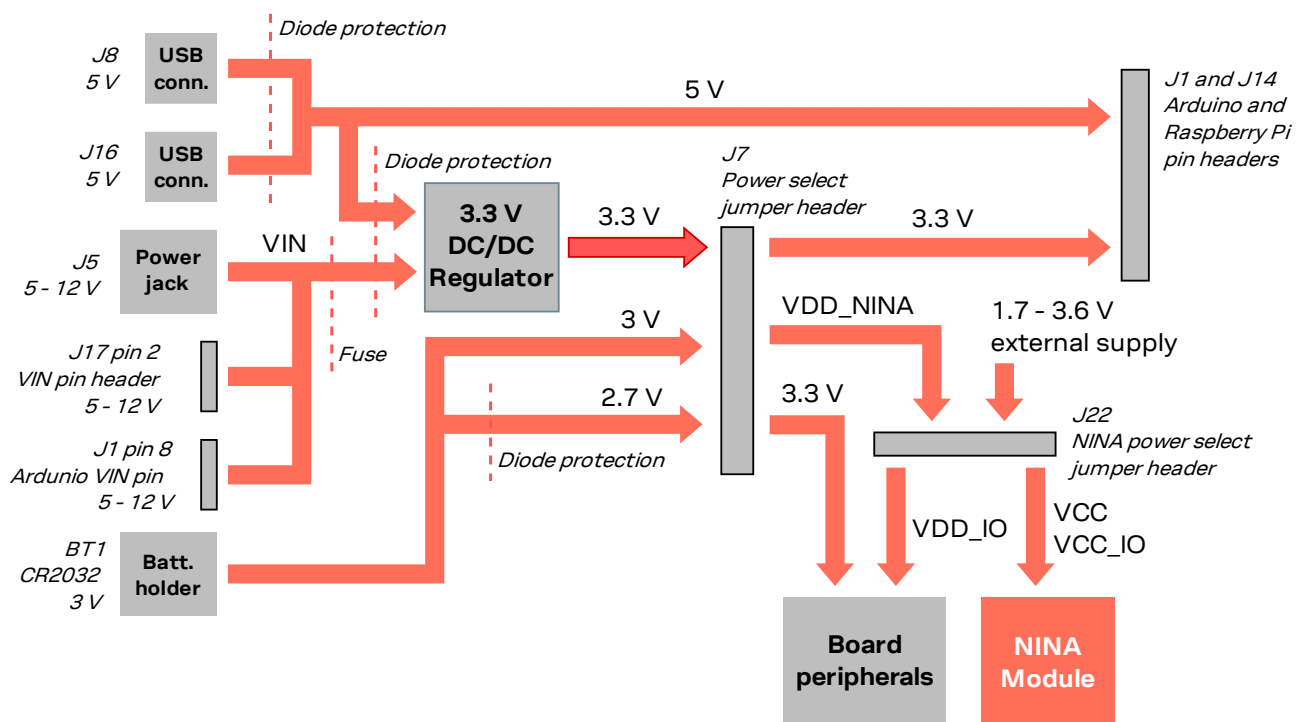 Diode protection
J8
5 V
USB
conn.
J16
5 V
USB
conn.
5 V
J1 and J14
Arduino and
Raspberry Pi
pin headers
Diode protection
J7
Power select
jumper header
3.3 V
DC/DC
Regulator
3.3 V
3.3 V
J5
5 - 12 V
Power
jack
VIN
Fuse
J17 pin 2
VIN pin header
5 - 12 V
J1 pin 8
Ardunio VIN pin
5 - 12 V
3 V
2.7 V
Diode protection
VDD_NINA
1.7 - 3.6 V
external supply
3.3 V
J22
NINA power select
jumper header
BT1
CR2032
3 V
Batt.
holder
VDD_IO
VCC
VCC_IO
Board
peripherals
NINA
Module